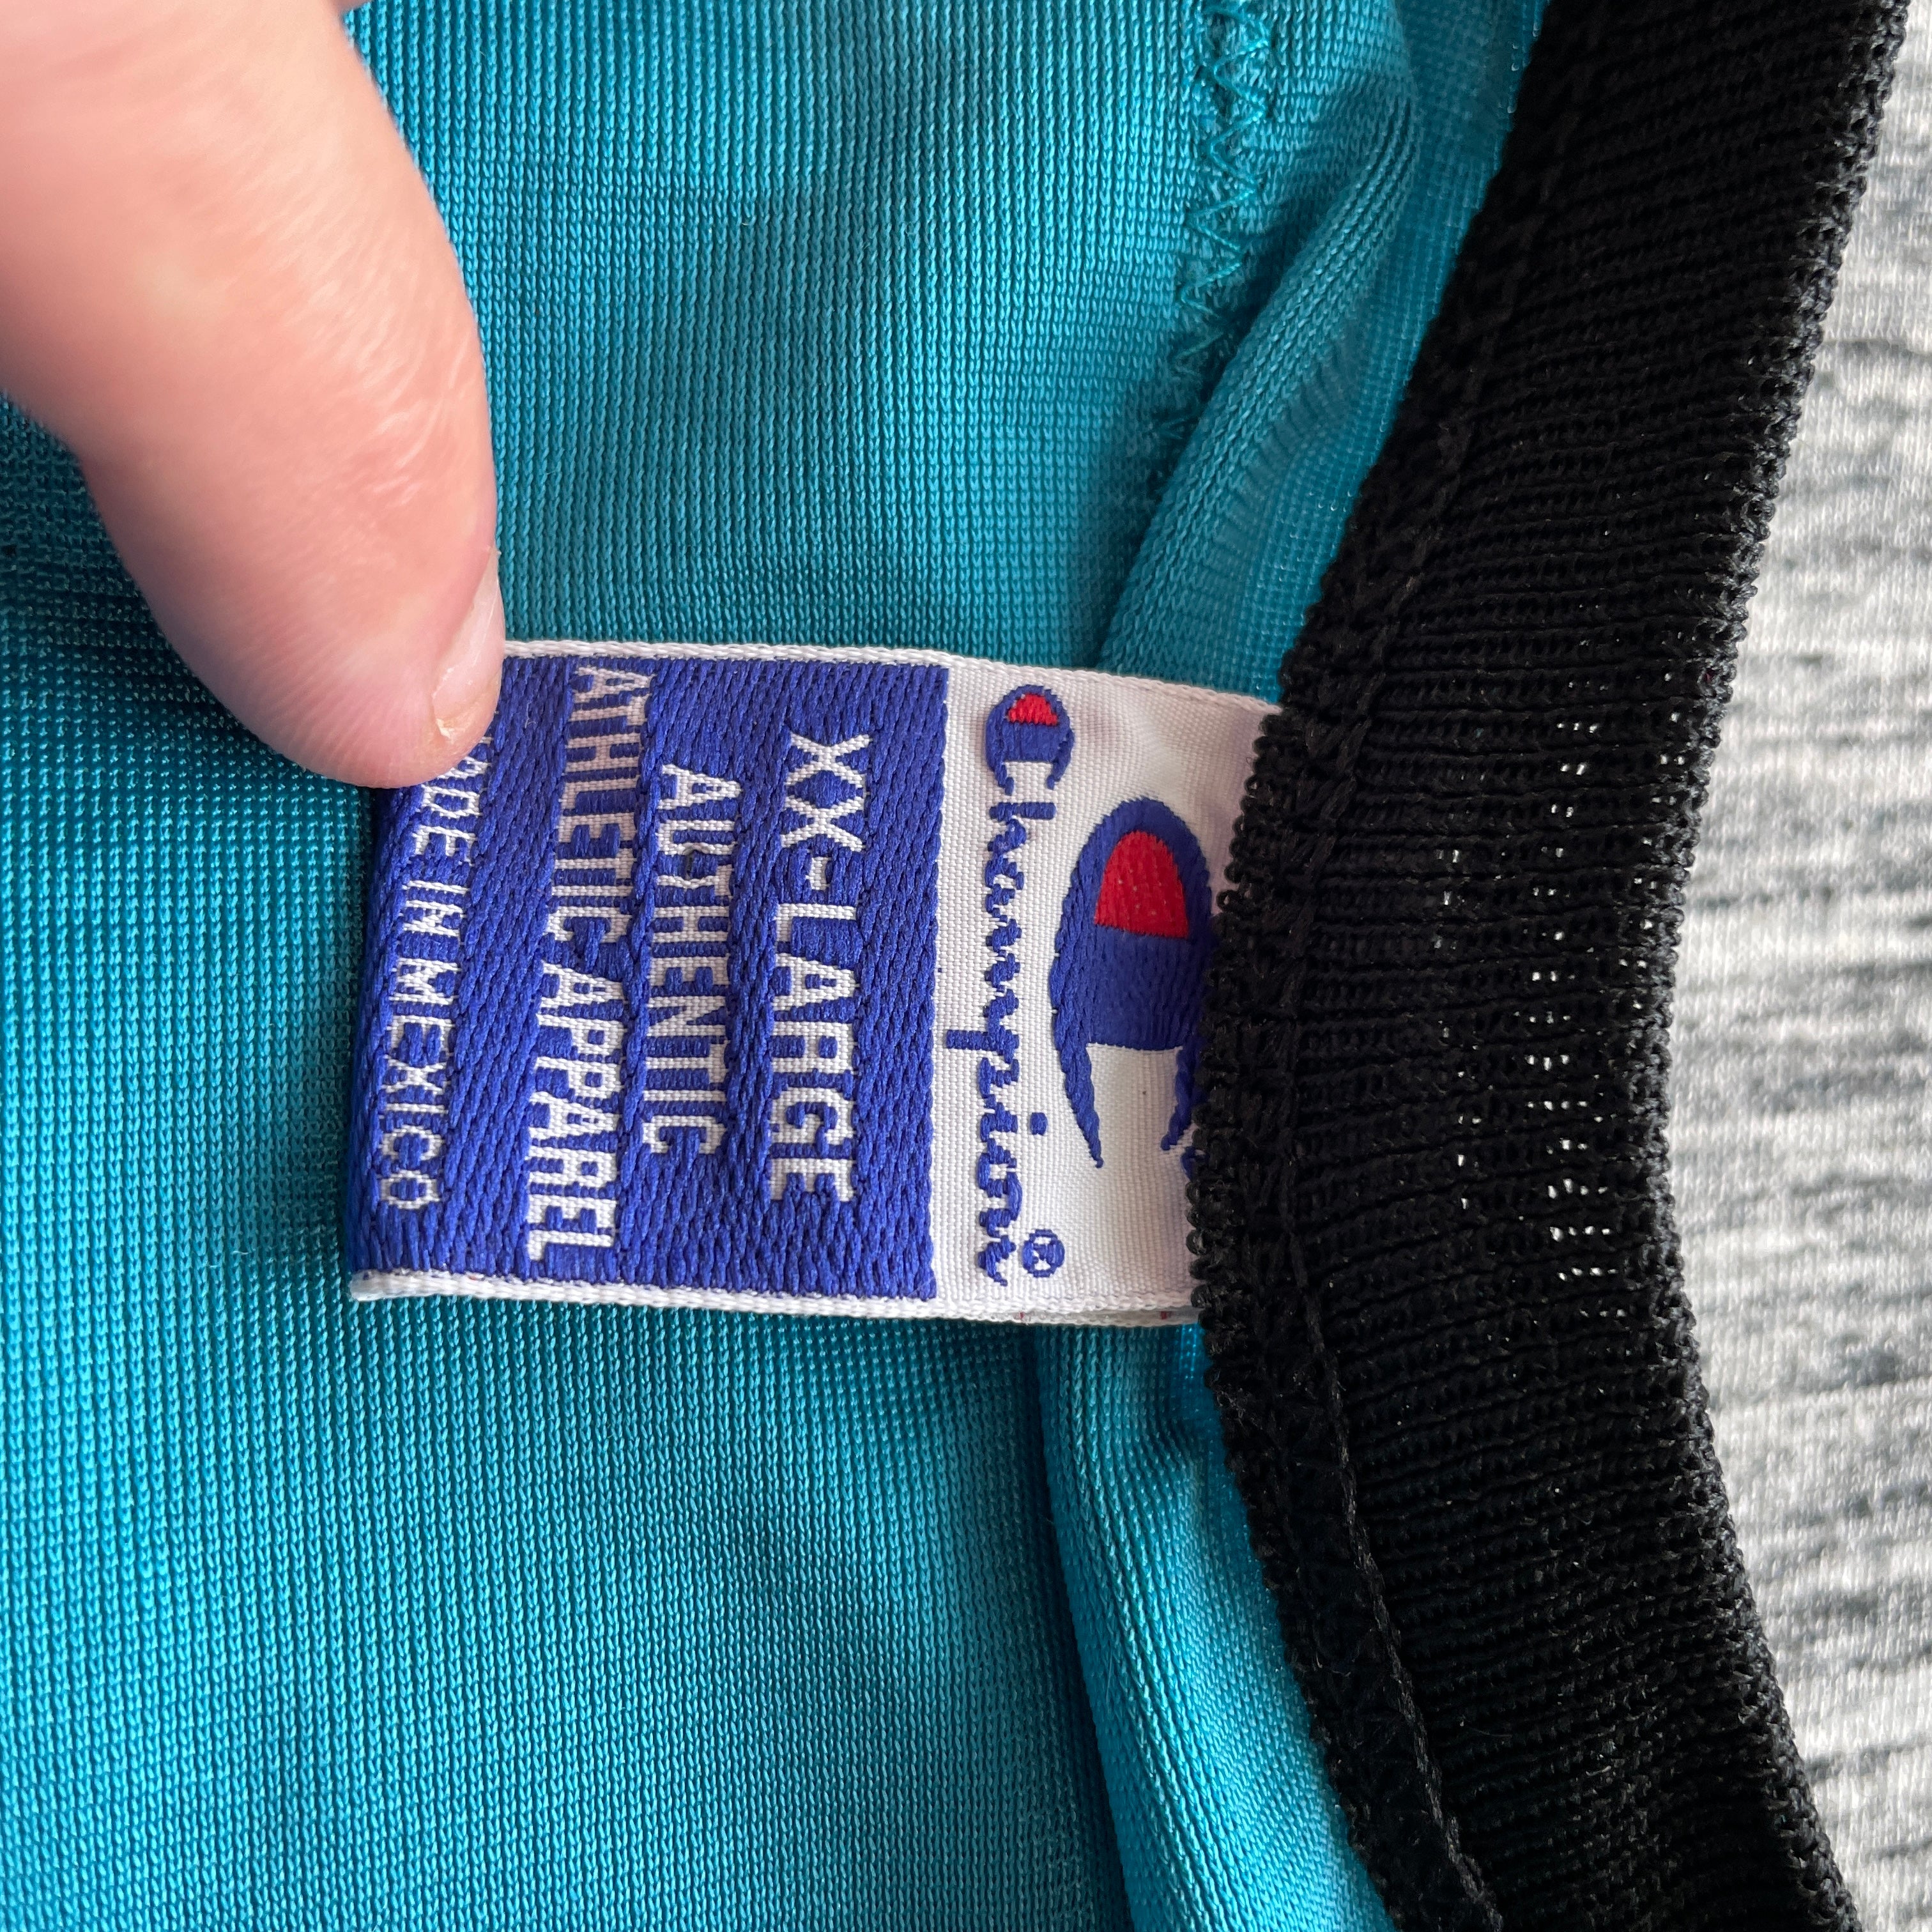 Champion®
XX-LARGE
AUTHENTIC
ATHLETIC APPAREL
MADE IN MEXICO